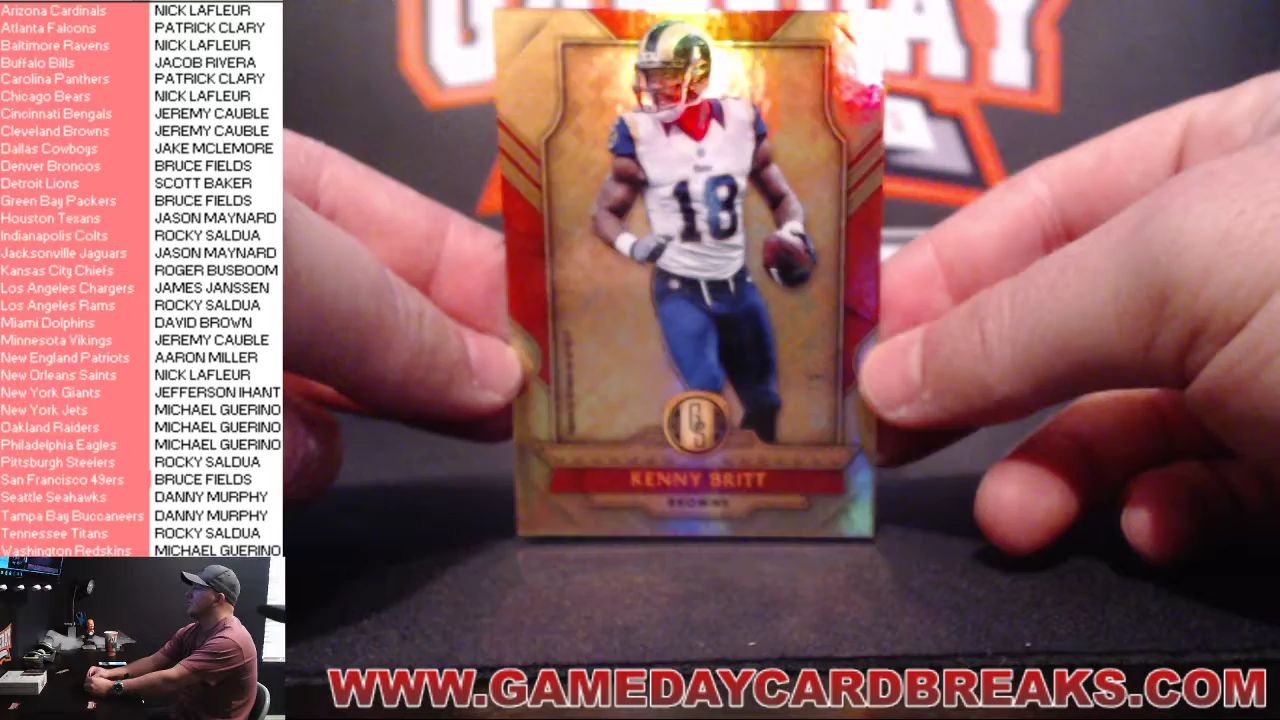 Arizona Cardinals NICK LAFLEUR
Atlanta Falcons PATRICK CLARY
Baltimore Ravens NICK LAFLEUR
Buffalo Bills JACOB RIVERA
Carolina Panthers PATRICK CLARY
Chicago Bears NICK LAFLEUR
Cincinnati Bengals JEREMY CAUBLE
Cleveland Browns JEREMY CAUBLE
Dallas Cowboys JAKE MCLEMORE
Denver Broncos BRUCE FIELDS
Detroit Lions SCOTT BAKER
Green Bay Packers BRUCE FIELDS
Houston Texans JASON MAYNARD
Indianapolis Colts ROCKY SALDUA
Jacksonville Jaguars JASON MAYNARD
Kansas City Chiefs ROGER BUSBOOM
Los Angeles Chargers JAMES JANSSEN
Los Angeles Rams ROCKY SALDUA
Miami Dolphins DAVID BROWN
Minnesota Vikings JEREMY CAUBLE
New England Patriots AARON MILLER
New Orleans Saints NICK LAFLEUR
New York Giants JEFFERSON IHANT
New York Jets MICHAEL GUERINO
Oakland Raiders MICHAEL GUERINO
Philadelphia Eagles MICHAEL GUERINO
Pittsburgh Steelers ROCKY SALDUA
San Francisco 49ers BRUCE FIELDS
Seattle Seahawks DANNY MURPHY
Tampa Bay Buccaneers DANNY MURPHY
Tennessee Titans ROCKY SALDUA
Washington Redskins MICHAEL GUERINO
18
GS
KENNY BRITT
BROWNS
WWW.GAMEDAYCARDBREAKS.COM